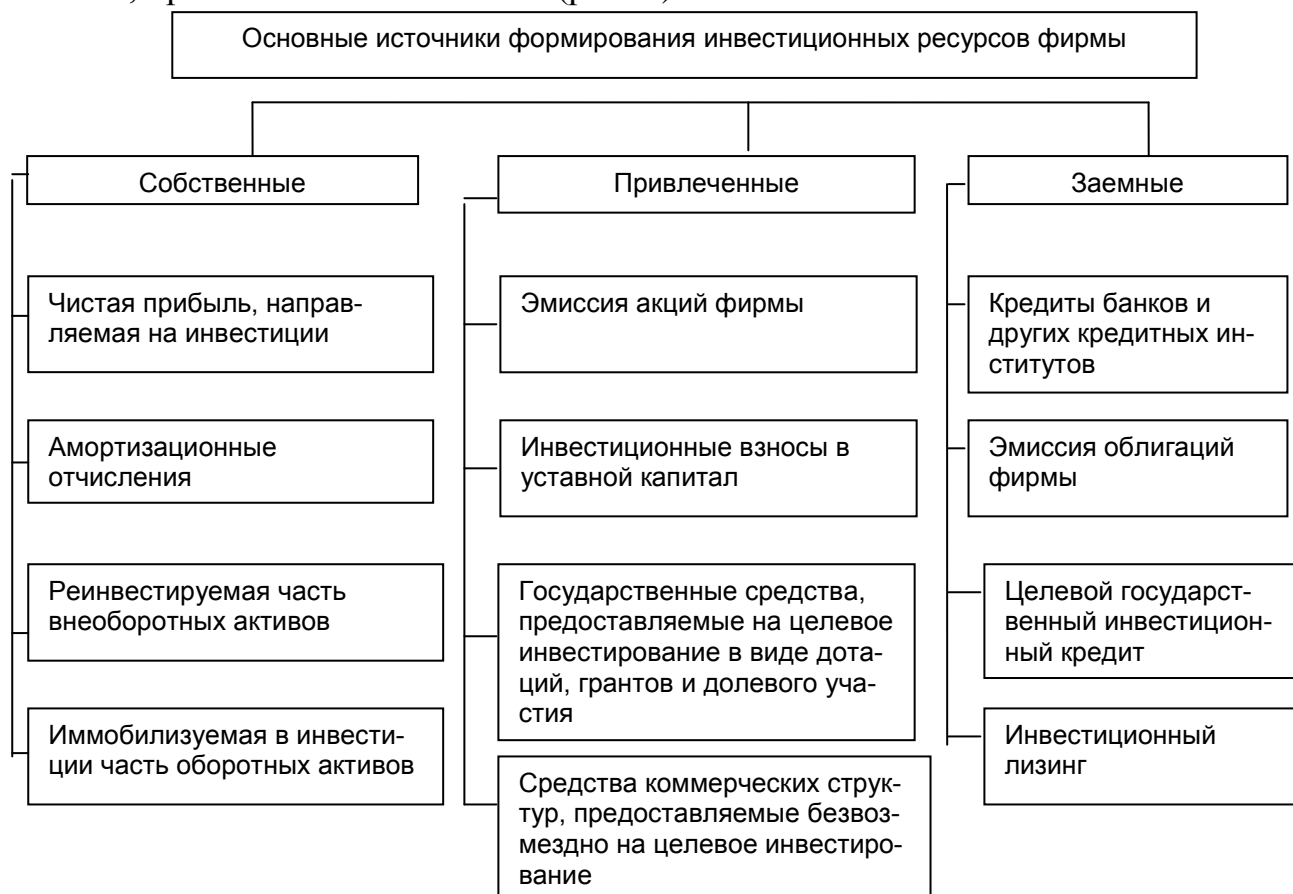 Основные источники формирования инвестиционных ресурсов фирмы
Собственные
Чистая прибыль, направ-
ляемая на инвестиции
Амортизационные
отчисления
Реинвестируемая часть
внеоборотных активов
Иммобилизуемая в инвести-
ции часть оборотных активов
Привлеченные
Эмиссия акций фирмы
Инвестиционные взносы в
уставной капитал
Государственные средства,
предоставляемые на целевое
инвестирование в виде дота-
ций, грантов и долевого уча-
стия
Средства коммерческих струк-
тур, предоставляемые безвоз-
мездно на целевое инвестиро-
вание
Заемные
Кредиты банков и
других кредитных ин-
ститутов
Эмиссия облигаций
фирмы
Целевой государст-
венный инвестицион-
ный кредит
Инвестиционный
лизинг